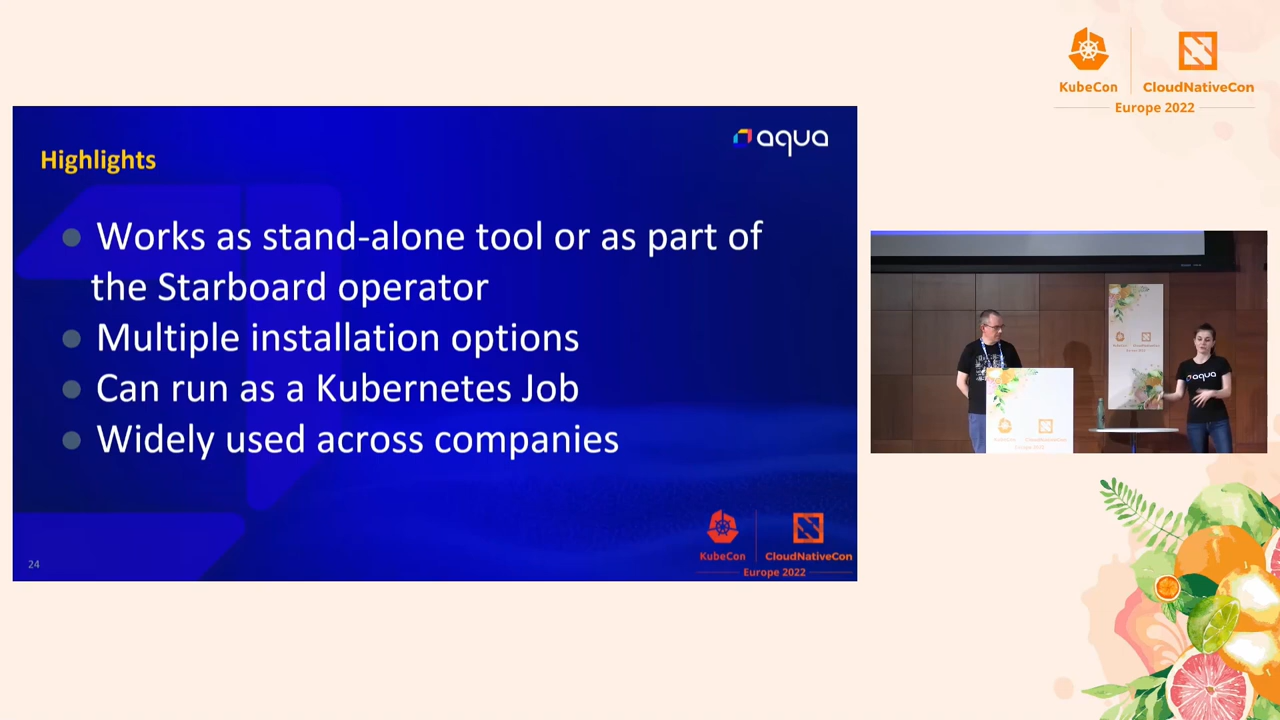 KubeCon
CloudNativeCon
Europe 2022
aqua
Highlights
Works as stand-alone tool or as part of
the Starboard operator
Multiple installation options
Can run as a Kubernetes Job
Widely used across companies
24
KubeCon
CloudNativeCon
Europe 2022
aqua